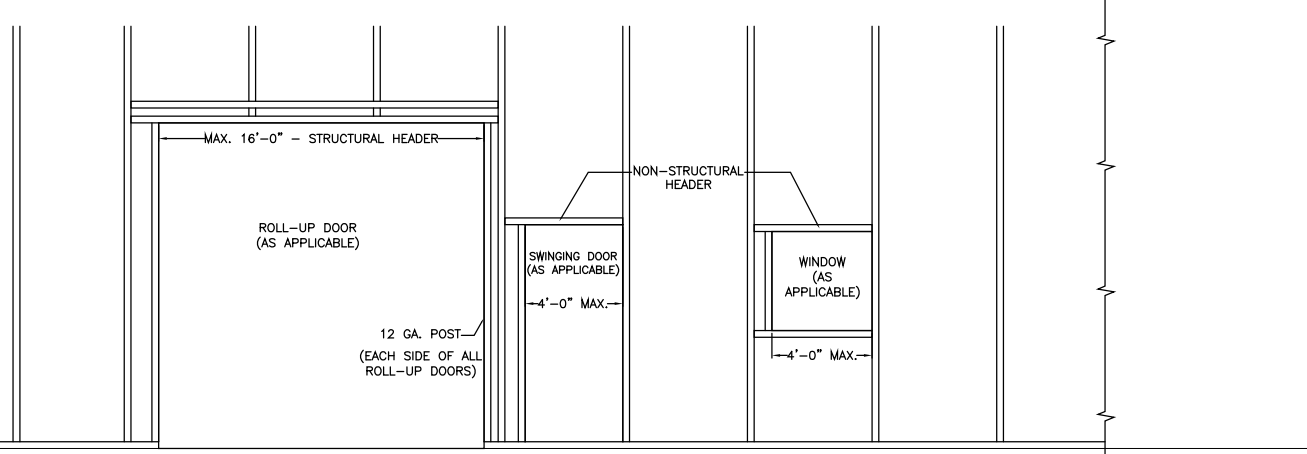 MAX. 16'-0" - STRUCTURAL HEADER
NON-STRUCTURAL
HEADER
ROLL-UP DOOR
(AS APPLICABLE)
SWINGING DOOR
(AS APPLICABLE)
4'-0" MAX.
WINDOW
(AS
APPLICABLE)
12 GA. POST
(EACH SIDE OF ALL
ROLL-UP DOORS)
4'-0" MAX.